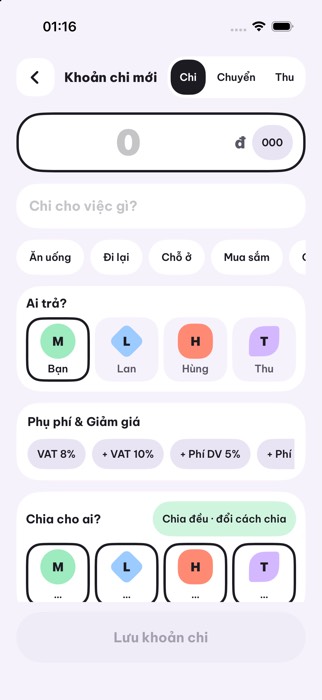 01:16
Khoản chi mới Chi Chuyển Thu
0 đ 000
Chi cho việc gì?
Ăn uống Đi lại Chỗ ở Mua sắm
Ai trả?
M L H T
Bạn Lan Hùng Thu
Phụ phí & Giảm giá
VAT 8% + VAT 10% + Phí DV 5% + Phí
Chia cho ai? Chia đều · đổi cách chia
M L H T
... ... ... ...
Lưu khoản chi